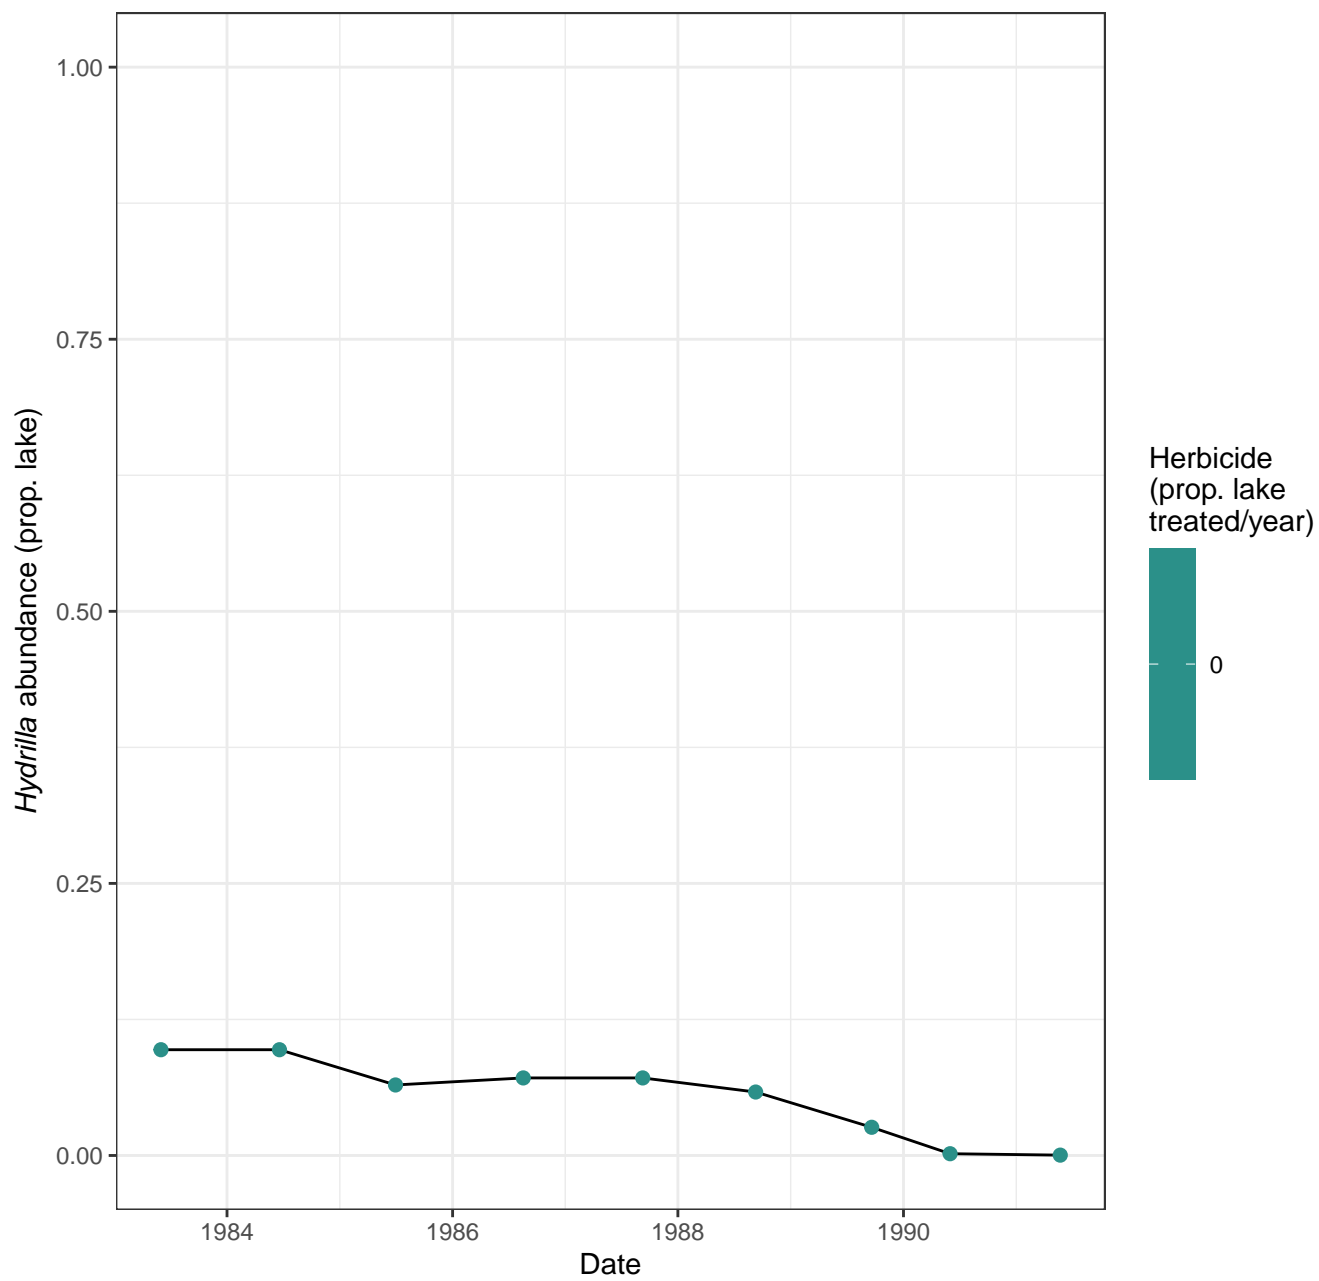 1.00
0.75
0.50
0.25
0.00
Hydrilla abundance (prop. lake)
1984
1986
1988
1990
Date
Herbicide
(prop. lake
treated/year)
0